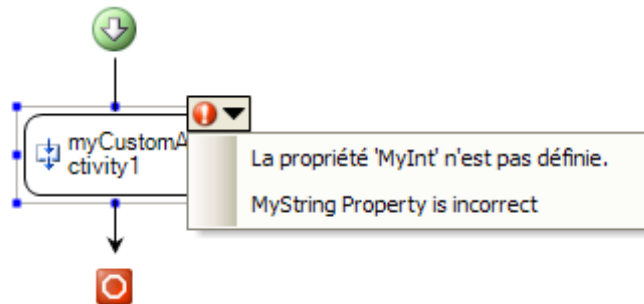 myCustomA
ctivity1
La propriété 'MyInt' n'est pas définie.
MyString Property is incorrect